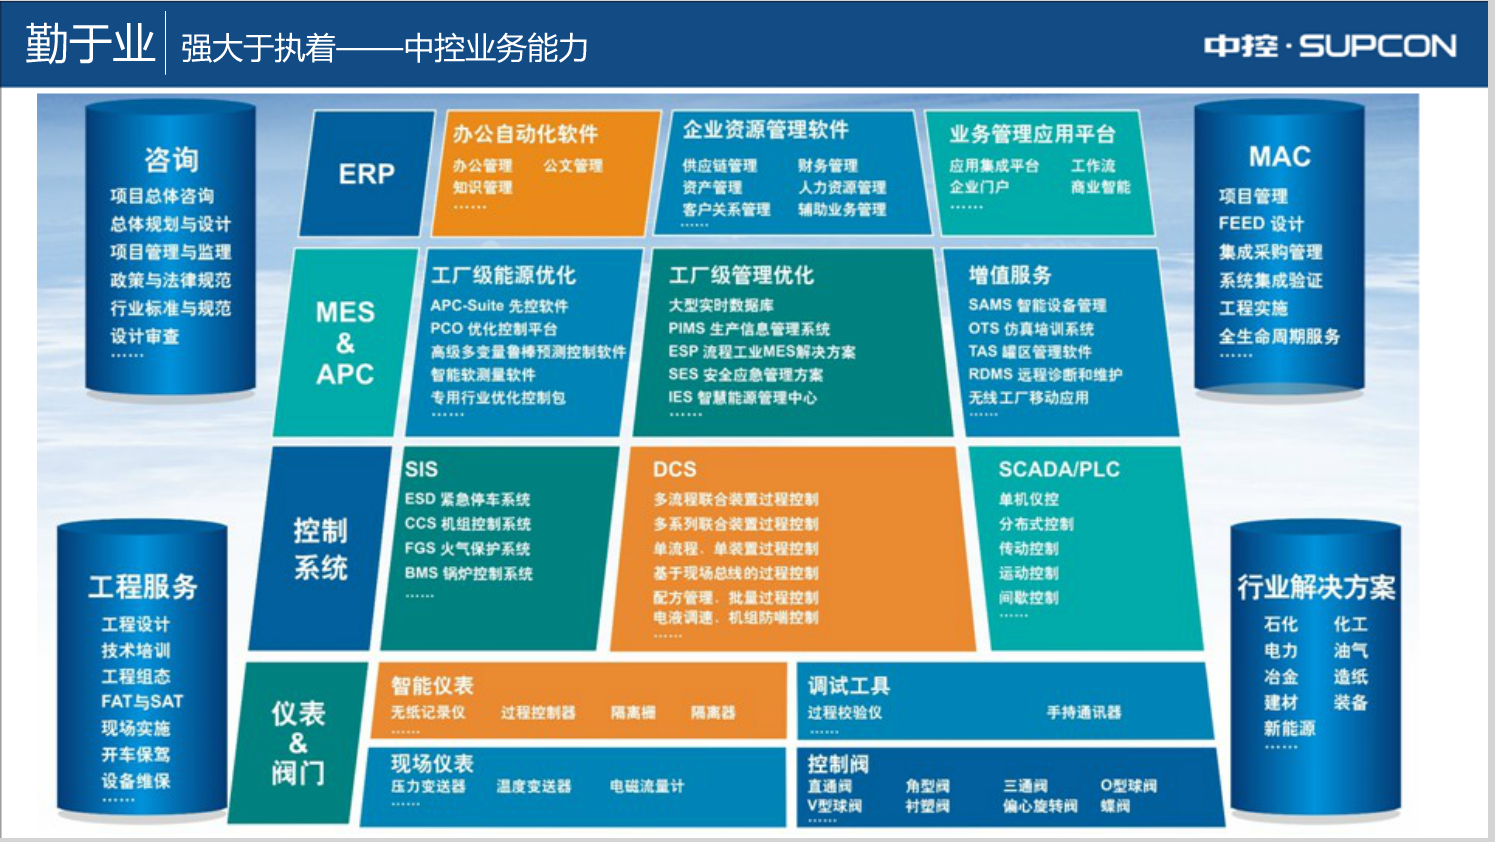 勤于业
强大于执着——中控业务能力
中控·SUPCON
咨询
项目总体咨询
总体规划与设计
项目管理与监理
政策与法律规范
行业标准与规范
设计审查
······
ERP
办公自动化软件
办公管理 公文管理
知识管理
······
企业资源管理软件
供应链管理 财务管理
资产管理 人力资源管理
客户关系管理 辅助业务管理
······
业务管理应用平台
应用集成平台 工作流
企业门户 商业智能
······
MAC
项目管理
FEED 设计
集成采购管理
系统集成验证
工程实施
全生命周期服务
······
MES
&
APC
工厂级能源优化
APC-Suite 先控软件
PCO 优化控制平台
高级多变量鲁棒预测控制软件
智能软测量软件
专用行业优化控制包
······
工厂级管理优化
大型实时数据库
PIMS 生产信息管理系统
ESP 流程工业MES解决方案
SES 安全应急管理方案
IES 智慧能源管理中心
······
增值服务
SAMS 智能设备管理
OTS 仿真培训系统
TAS 罐区管理软件
RDMS 远程诊断和维护
无线工厂移动应用
······
控制
系统
SIS
ESD 紧急停车系统
CCS 机组控制系统
FGS 火气保护系统
BMS 锅炉控制系统
······
DCS
多流程联合装置过程控制
多系列联合装置过程控制
单流程、单装置过程控制
基于现场总线的过程控制
配方管理、批量过程控制
电液调速、机组防喘控制
······
SCADA/PLC
单机仪控
分布式控制
传动控制
运动控制
间歇控制
······
工程服务
工程设计
技术培训
工程组态
FAT与SAT
现场实施
开车保驾
设备维保
······
仪表
&
阀门
智能仪表
无纸记录仪 过程控制器 隔离栅 隔离器
······
调试工具
过程校验仪 手持通讯器
······
现场仪表
压力变送器 温度变送器 电磁流量计
······
控制阀
直通阀 角型阀 三通阀 O型球阀
V型球阀 衬塑阀 偏心旋转阀 蝶阀
······
行业解决方案
石化 化工
电力 油气
冶金 造纸
建材 装备
新能源
······